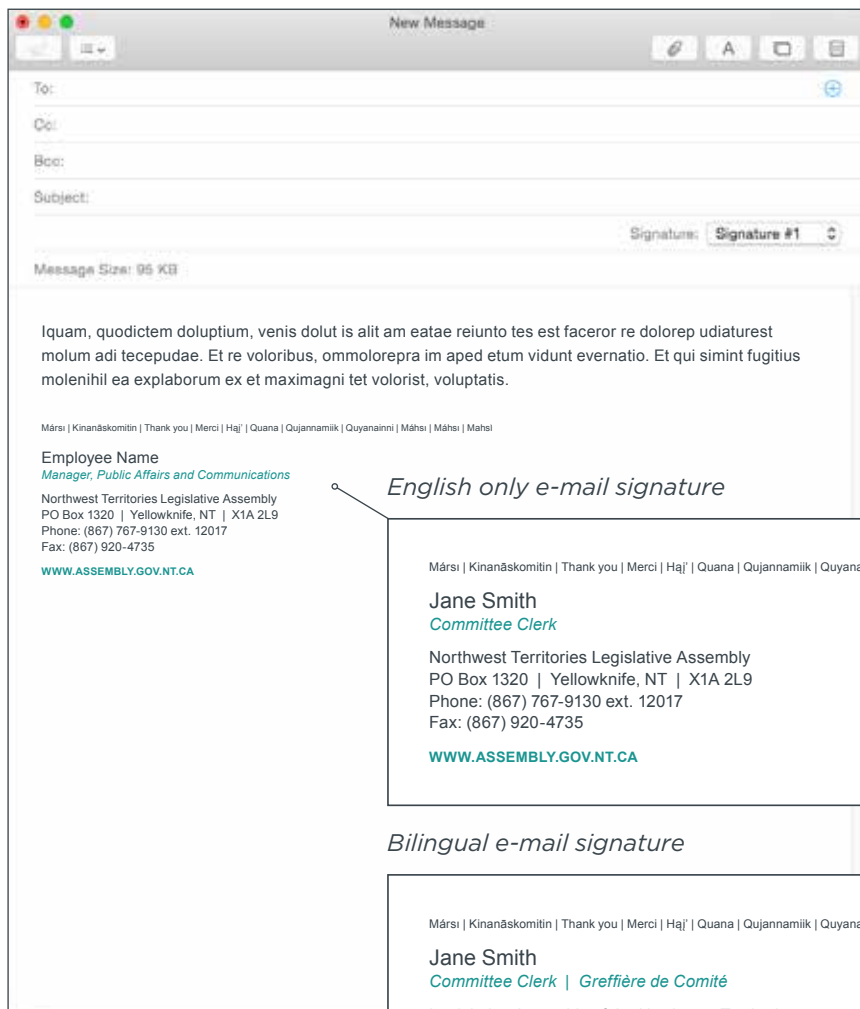 New Message
A
To:
Cc:
Bcc:
Subject:
Signature: Signature #1
Message Size: 95 KB
Iquam, quodictem doluptium, venis dolut is alit am eatae reiunto tes est faceror re dolorep udiaturest
molum adi tecepudae. Et re voloribus, ommolorepra im aped etum vidunt evernatio. Et qui simint fugitius
molenihil ea explaborum ex et maximagni tet volorist, voluptatis.
Mársı | Kinanāskomitin | Thank you | Merci | Hąį' | Quana | Qujannamiik | Quyanainni | Máhsı | Máhsı | Mahsì
Employee Name
Manager, Public Affairs and Communications
Northwest Territories Legislative Assembly
PO Box 1320 | Yellowknife, NT | X1A 2L9
Phone: (867) 767-9130 ext. 12017
Fax: (867) 920-4735
WWW.ASSEMBLY.GOV.NT.CA
English only e-mail signature
Mársı | Kinanāskomitin | Thank you | Merci | Hąį' | Quana | Qujannamiik | Quyana
Jane Smith
Committee Clerk
Northwest Territories Legislative Assembly
PO Box 1320 | Yellowknife, NT | X1A 2L9
Phone: (867) 767-9130 ext. 12017
Fax: (867) 920-4735
WWW.ASSEMBLY.GOV.NT.CA
Bilingual e-mail signature
Mársı | Kinanāskomitin | Thank you | Merci | Hąį' | Quana | Qujannamiik | Quyana
Jane Smith
Committee Clerk | Greffière de Comité